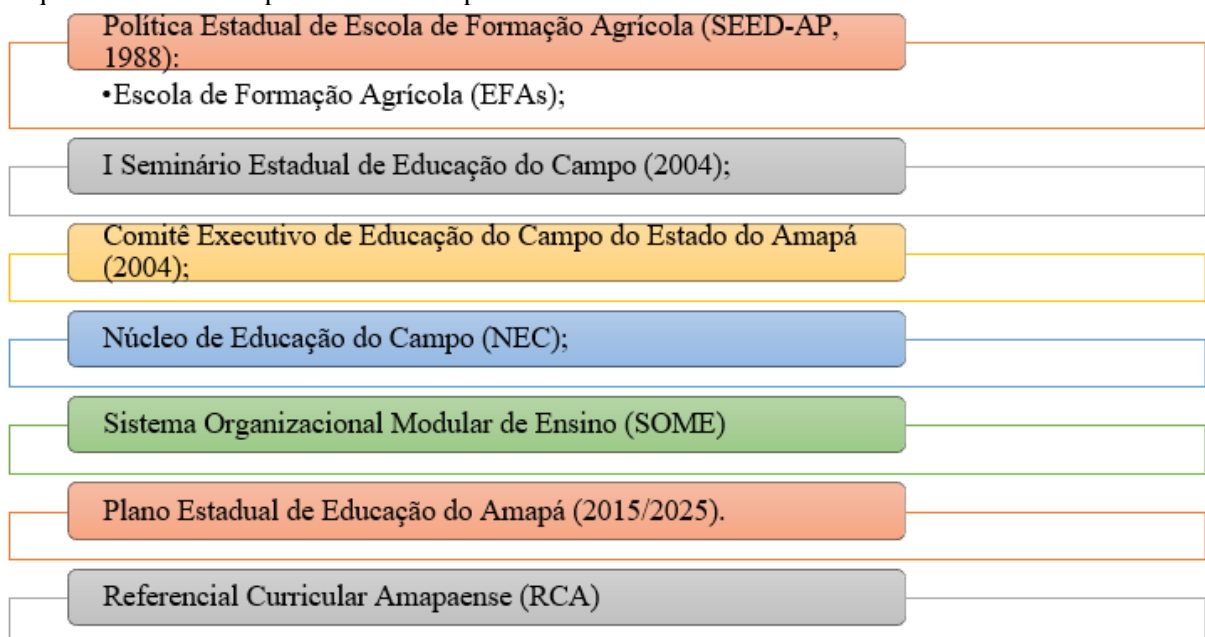 Política Estadual de Escola de Formação Agrícola (SEED-AP,
1988):
•Escola de Formação Agrícola (EFAs);
I Seminário Estadual de Educação do Campo (2004);
Comitê Executivo de Educação do Campo do Estado do Amapá
(2004);
Núcleo de Educação do Campo (NEC);
Sistema Organizacional Modular de Ensino (SOME)
Plano Estadual de Educação do Amapá (2015/2025).
Referencial Curricular Amapaense (RCA)